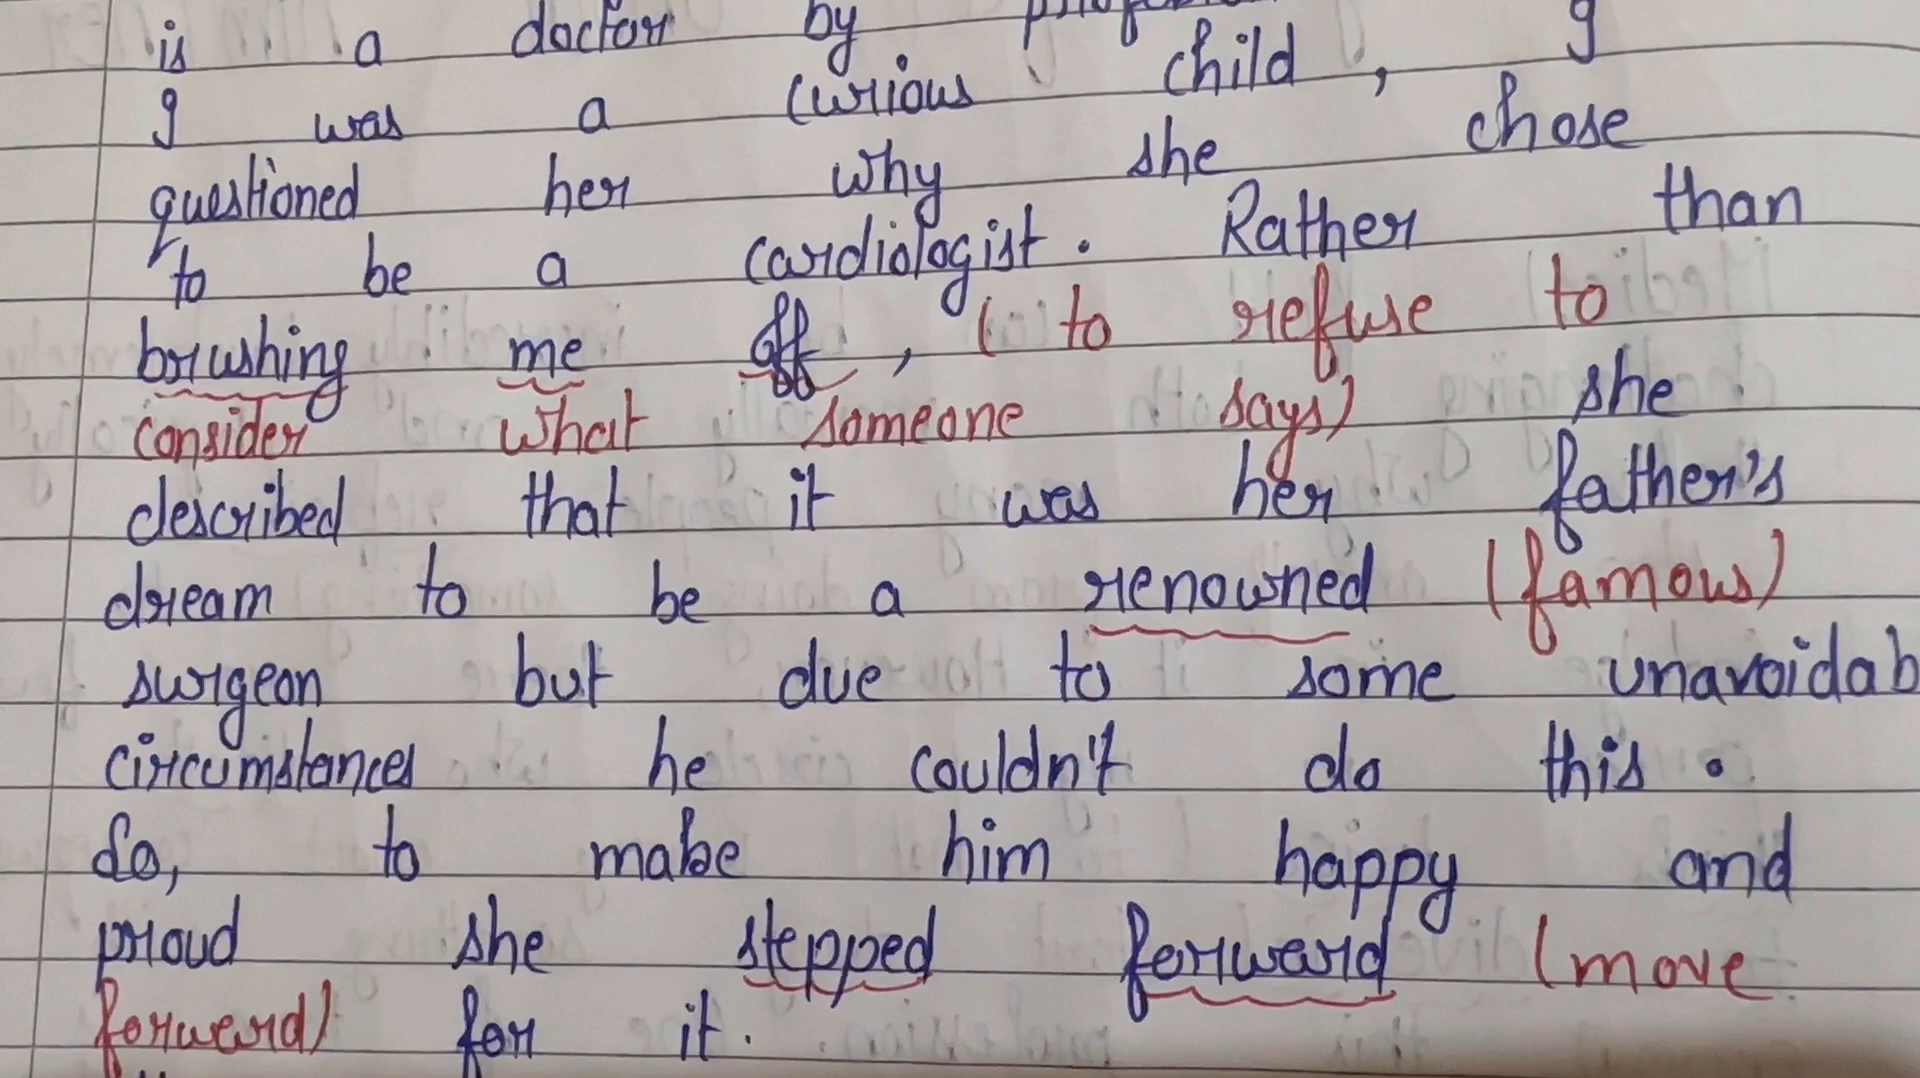 is a doctor by
I was a curious child, I
questioned her why she chose
to be a cardiologist. Rather than
brushing me off, (to refuse to
consider what someone says) she
described that it was her father's
dream to be a renowned (famous)
surgeon but due to some unavoidab
circumstances he couldn't do this.
So, to make him happy and
proud she stepped forward (move
forward) for it.